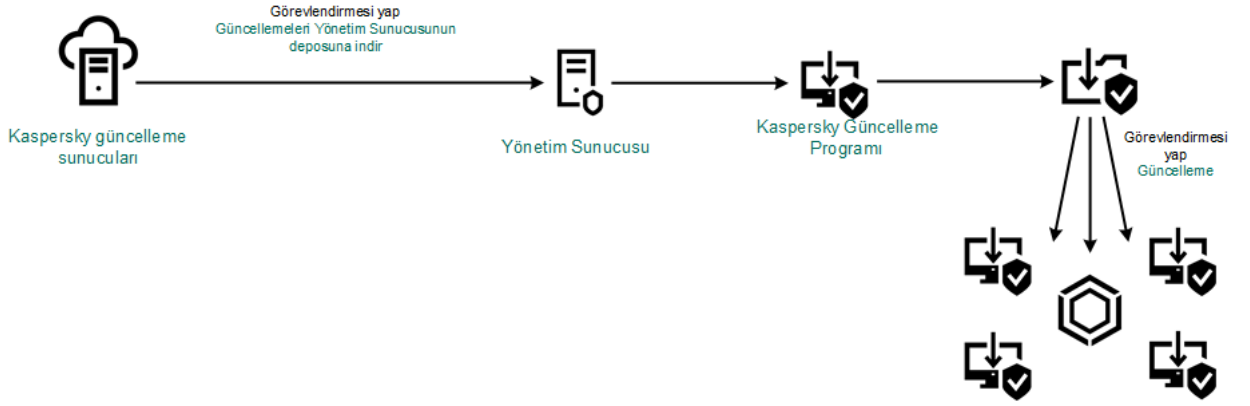 Görevlendirmesi yap
Güncellemeleri Yönetim Sunucusunun
deposuna indir
Kaspersky güncelleme
sunucuları
Yönetim Sunucusu
Kaspersky Güncelleme
Programı
Görevlendirmesi
yap
Güncelleme